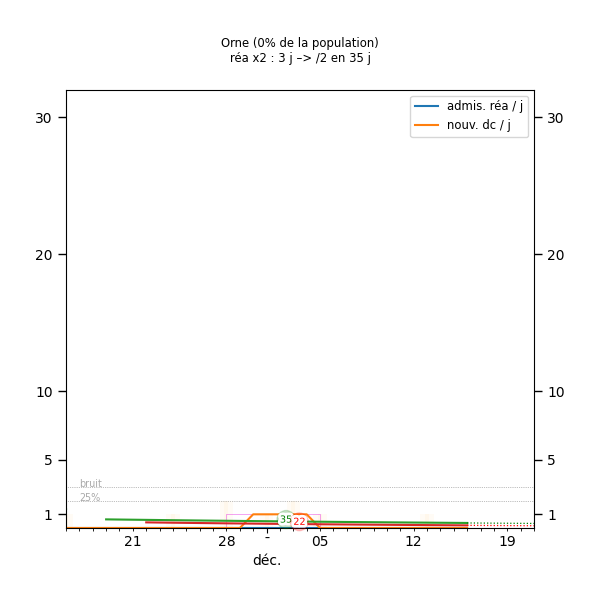 Orne (0% de la population)
réa x2 : 3 j –> /2 en 35 j
admis. réa / j
nouv. dc / j
30 30
20 20
10 10
5 5
bruit
25%
1 35 22 1
21 28 - 05 12 19
déc.